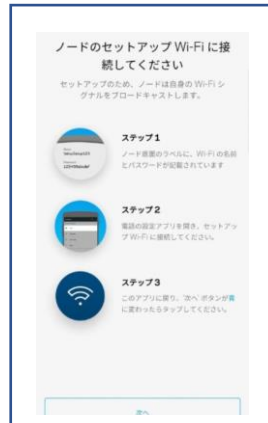 ノードのセットアップ Wi-Fi に接
続してください
セットアップのため、ノードは自身の Wi-Fi シ
グナルをブロードキャストします。
ステップ 1
ノード底面のラベルに、Wi-Fi の名前
とパスワードが記載されています
ステップ 2
電話の設定アプリを開き、セットアッ
プ Wi-Fi に接続してください。
ステップ 3
このアプリに戻り、'次へ' ボタンが青
に変わったらタップしてください。
次へ